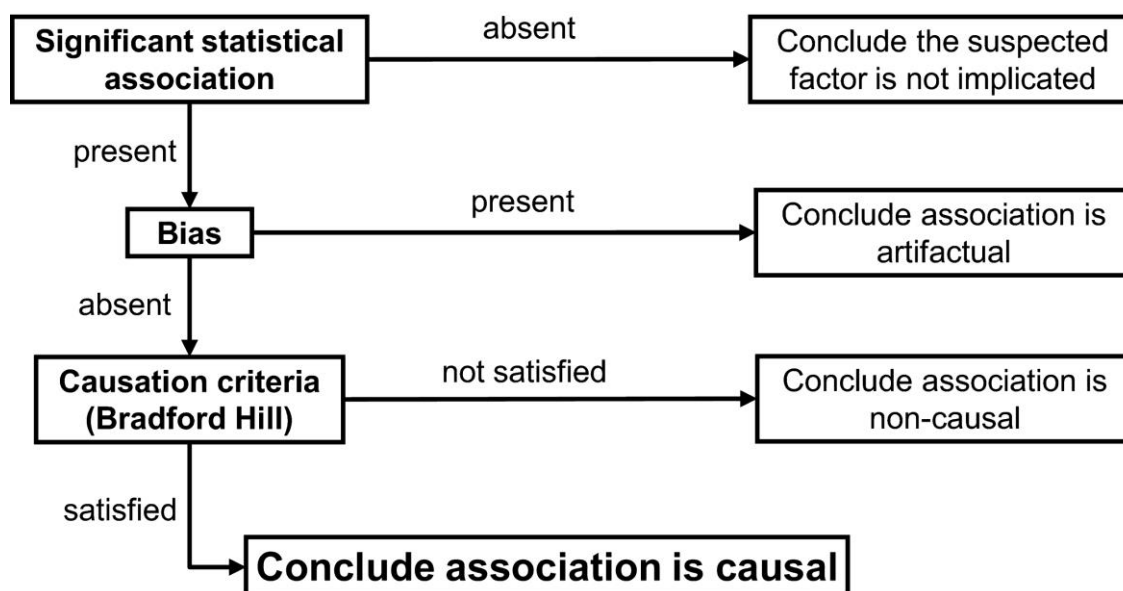 Significant statistical
association
absent
Conclude the suspected
factor is not implicated
present
Bias
present
Conclude association is
artifactual
absent
Causation criteria
(Bradford Hill)
not satisfied
Conclude association is
non-causal
satisfied
Conclude association is causal